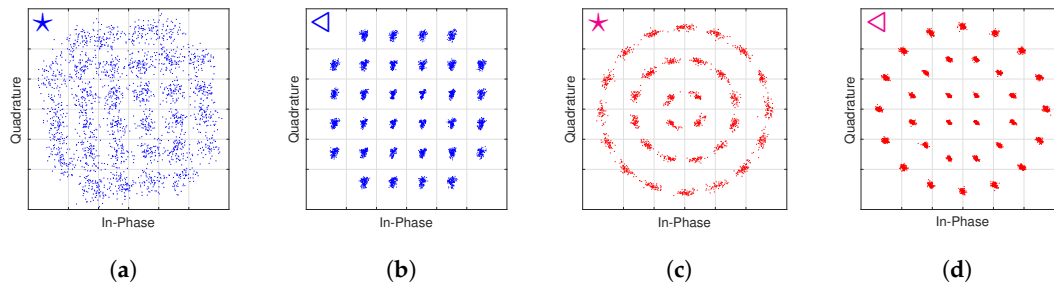 Quadrature
In-Phase
(a)
Quadrature
In-Phase
(b)
Quadrature
In-Phase
(c)
Quadrature
In-Phase
(d)